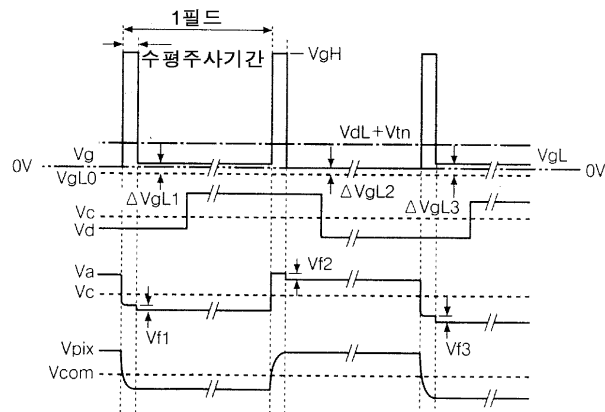 1필드
수평주사기간
VgH
VdL+Vtn
Vg
VgL
0V
0V
VgL0
ΔVgL1
ΔVgL2
ΔVgL3
Vc
Vd
Va
Vf2
Vc
Vf1
Vf3
Vpix
Vcom